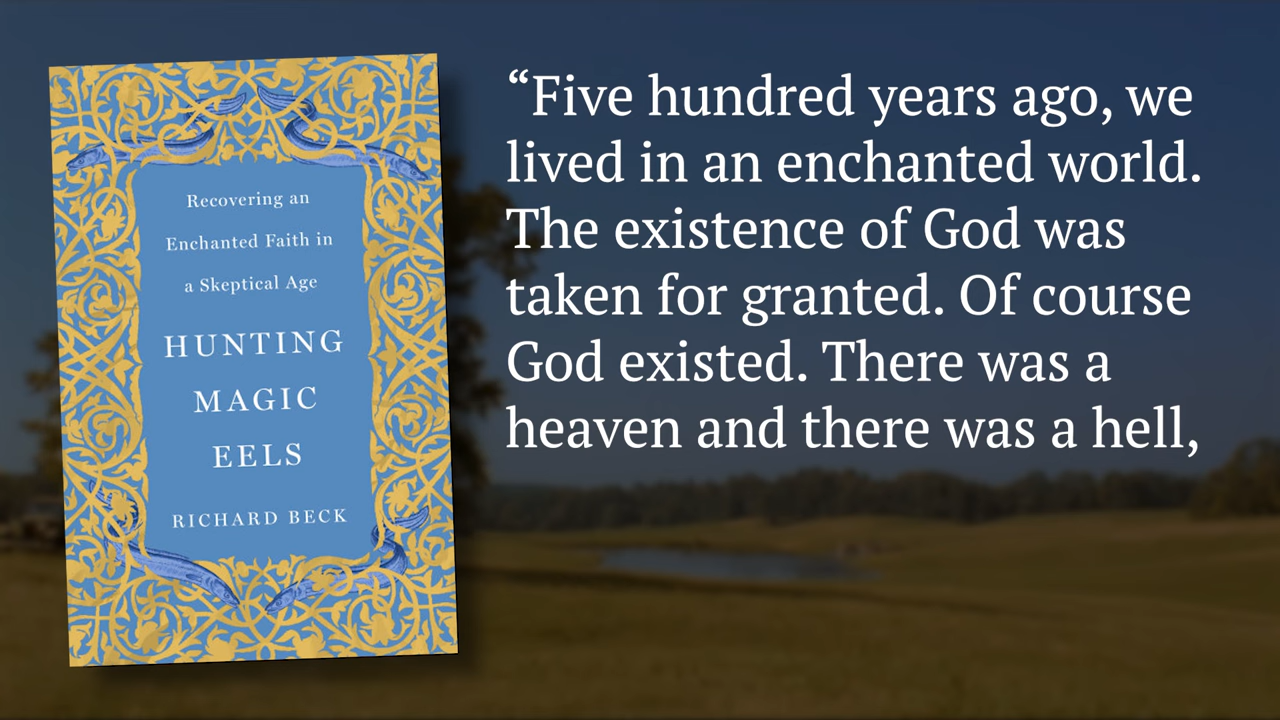 Recovering an
Enchanted Faith in
a Skeptical Age
HUNTING
MAGIC
EELS
RICHARD BECK
“Five hundred years ago, we
lived in an enchanted world.
The existence of God was
taken for granted. Of course
God existed. There was a
heaven and there was a hell,